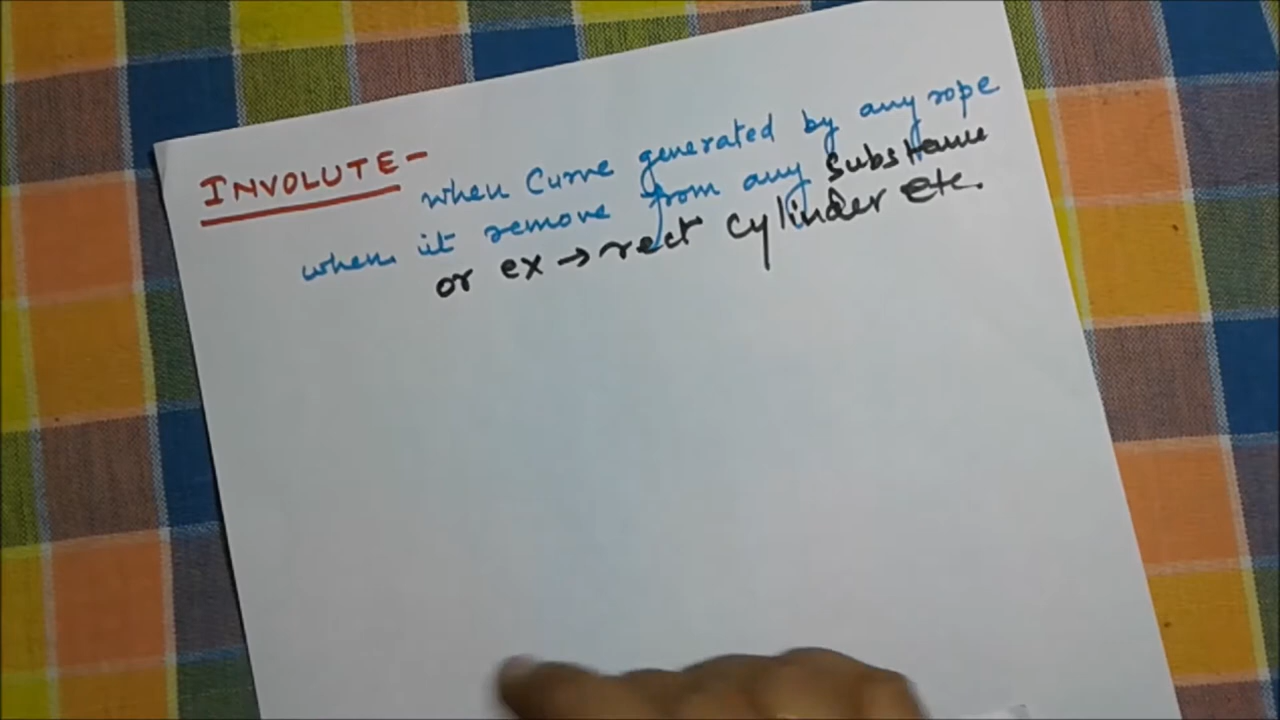 INVOLUTE-
when Curve generated by any rope
when it remove from any substance
or ex → rect cylinder etc.